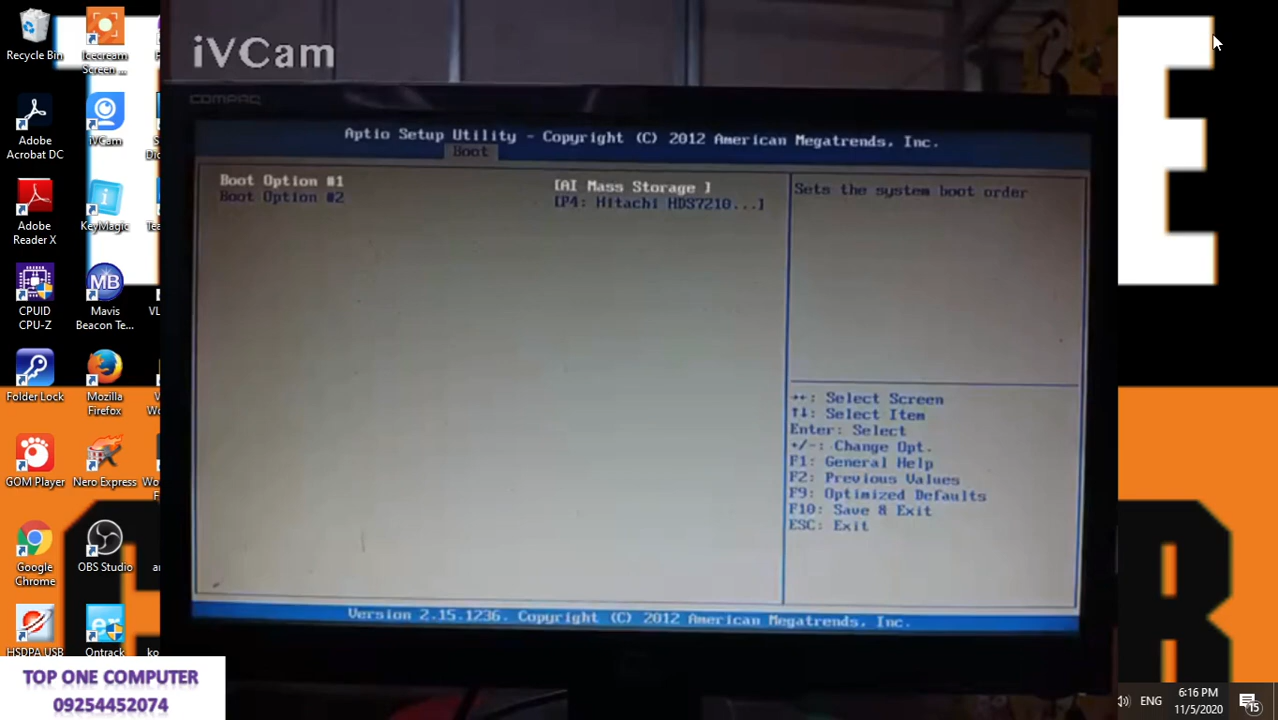 Recycle Bin
Icecream
Screen ...
Adobe
Acrobat DC
iVCam
Adobe
Reader X
KeyMagic
CPUID
CPU-Z
Mavis
Beacon Te...
Folder Lock
Mozilla
Firefox
GOM Player
Nero Express
Google
Chrome
OBS Studio
HSDPA USB
Ontrack
iVCam
COMPAQ
Aptio Setup Utility - Copyright (C) 2012 American Megatrends, Inc.
Boot
Boot Option #1 [AI Mass Storage ]
Boot Option #2 [P4: Hitachi HDS7210...]
Sets the system boot order
→←: Select Screen
↑↓: Select Item
Enter: Select
+/-: Change Opt.
F1: General Help
F2: Previous Values
F9: Optimized Defaults
F10: Save & Exit
ESC: Exit
Version 2.15.1236. Copyright (C) 2012 American Megatrends, Inc.
TOP ONE COMPUTER
09254452074
ENG
6:16 PM
11/5/2020
15